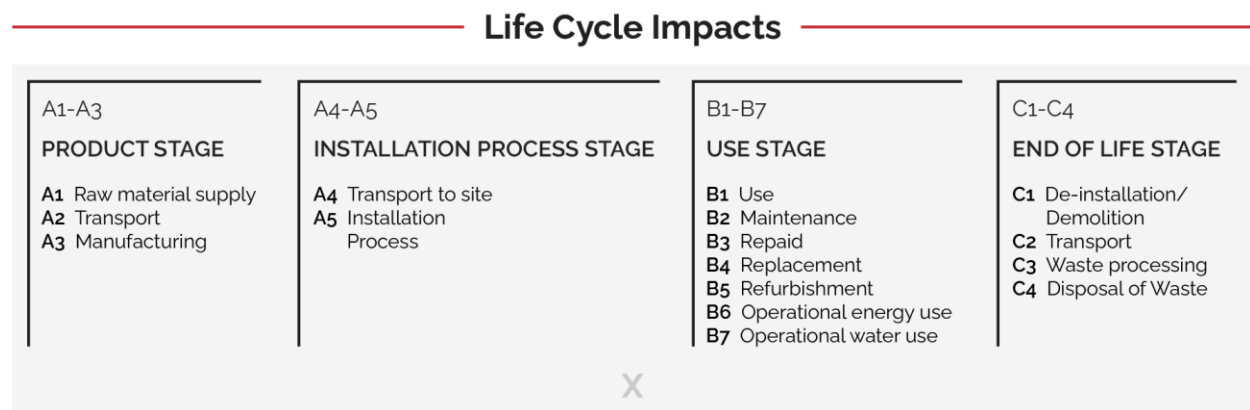 Life Cycle Impacts
A1-A3
PRODUCT STAGE
A1 Raw material supply
A2 Transport
A3 Manufacturing
A4-A5
INSTALLATION PROCESS STAGE
A4 Transport to site
A5 Installation
Process
B1-B7
USE STAGE
B1 Use
B2 Maintenance
B3 Repaid
B4 Replacement
B5 Refurbishment
B6 Operational energy use
B7 Operational water use
C1-C4
END OF LIFE STAGE
C1 De-installation/
Demolition
C2 Transport
C3 Waste processing
C4 Disposal of Waste
X